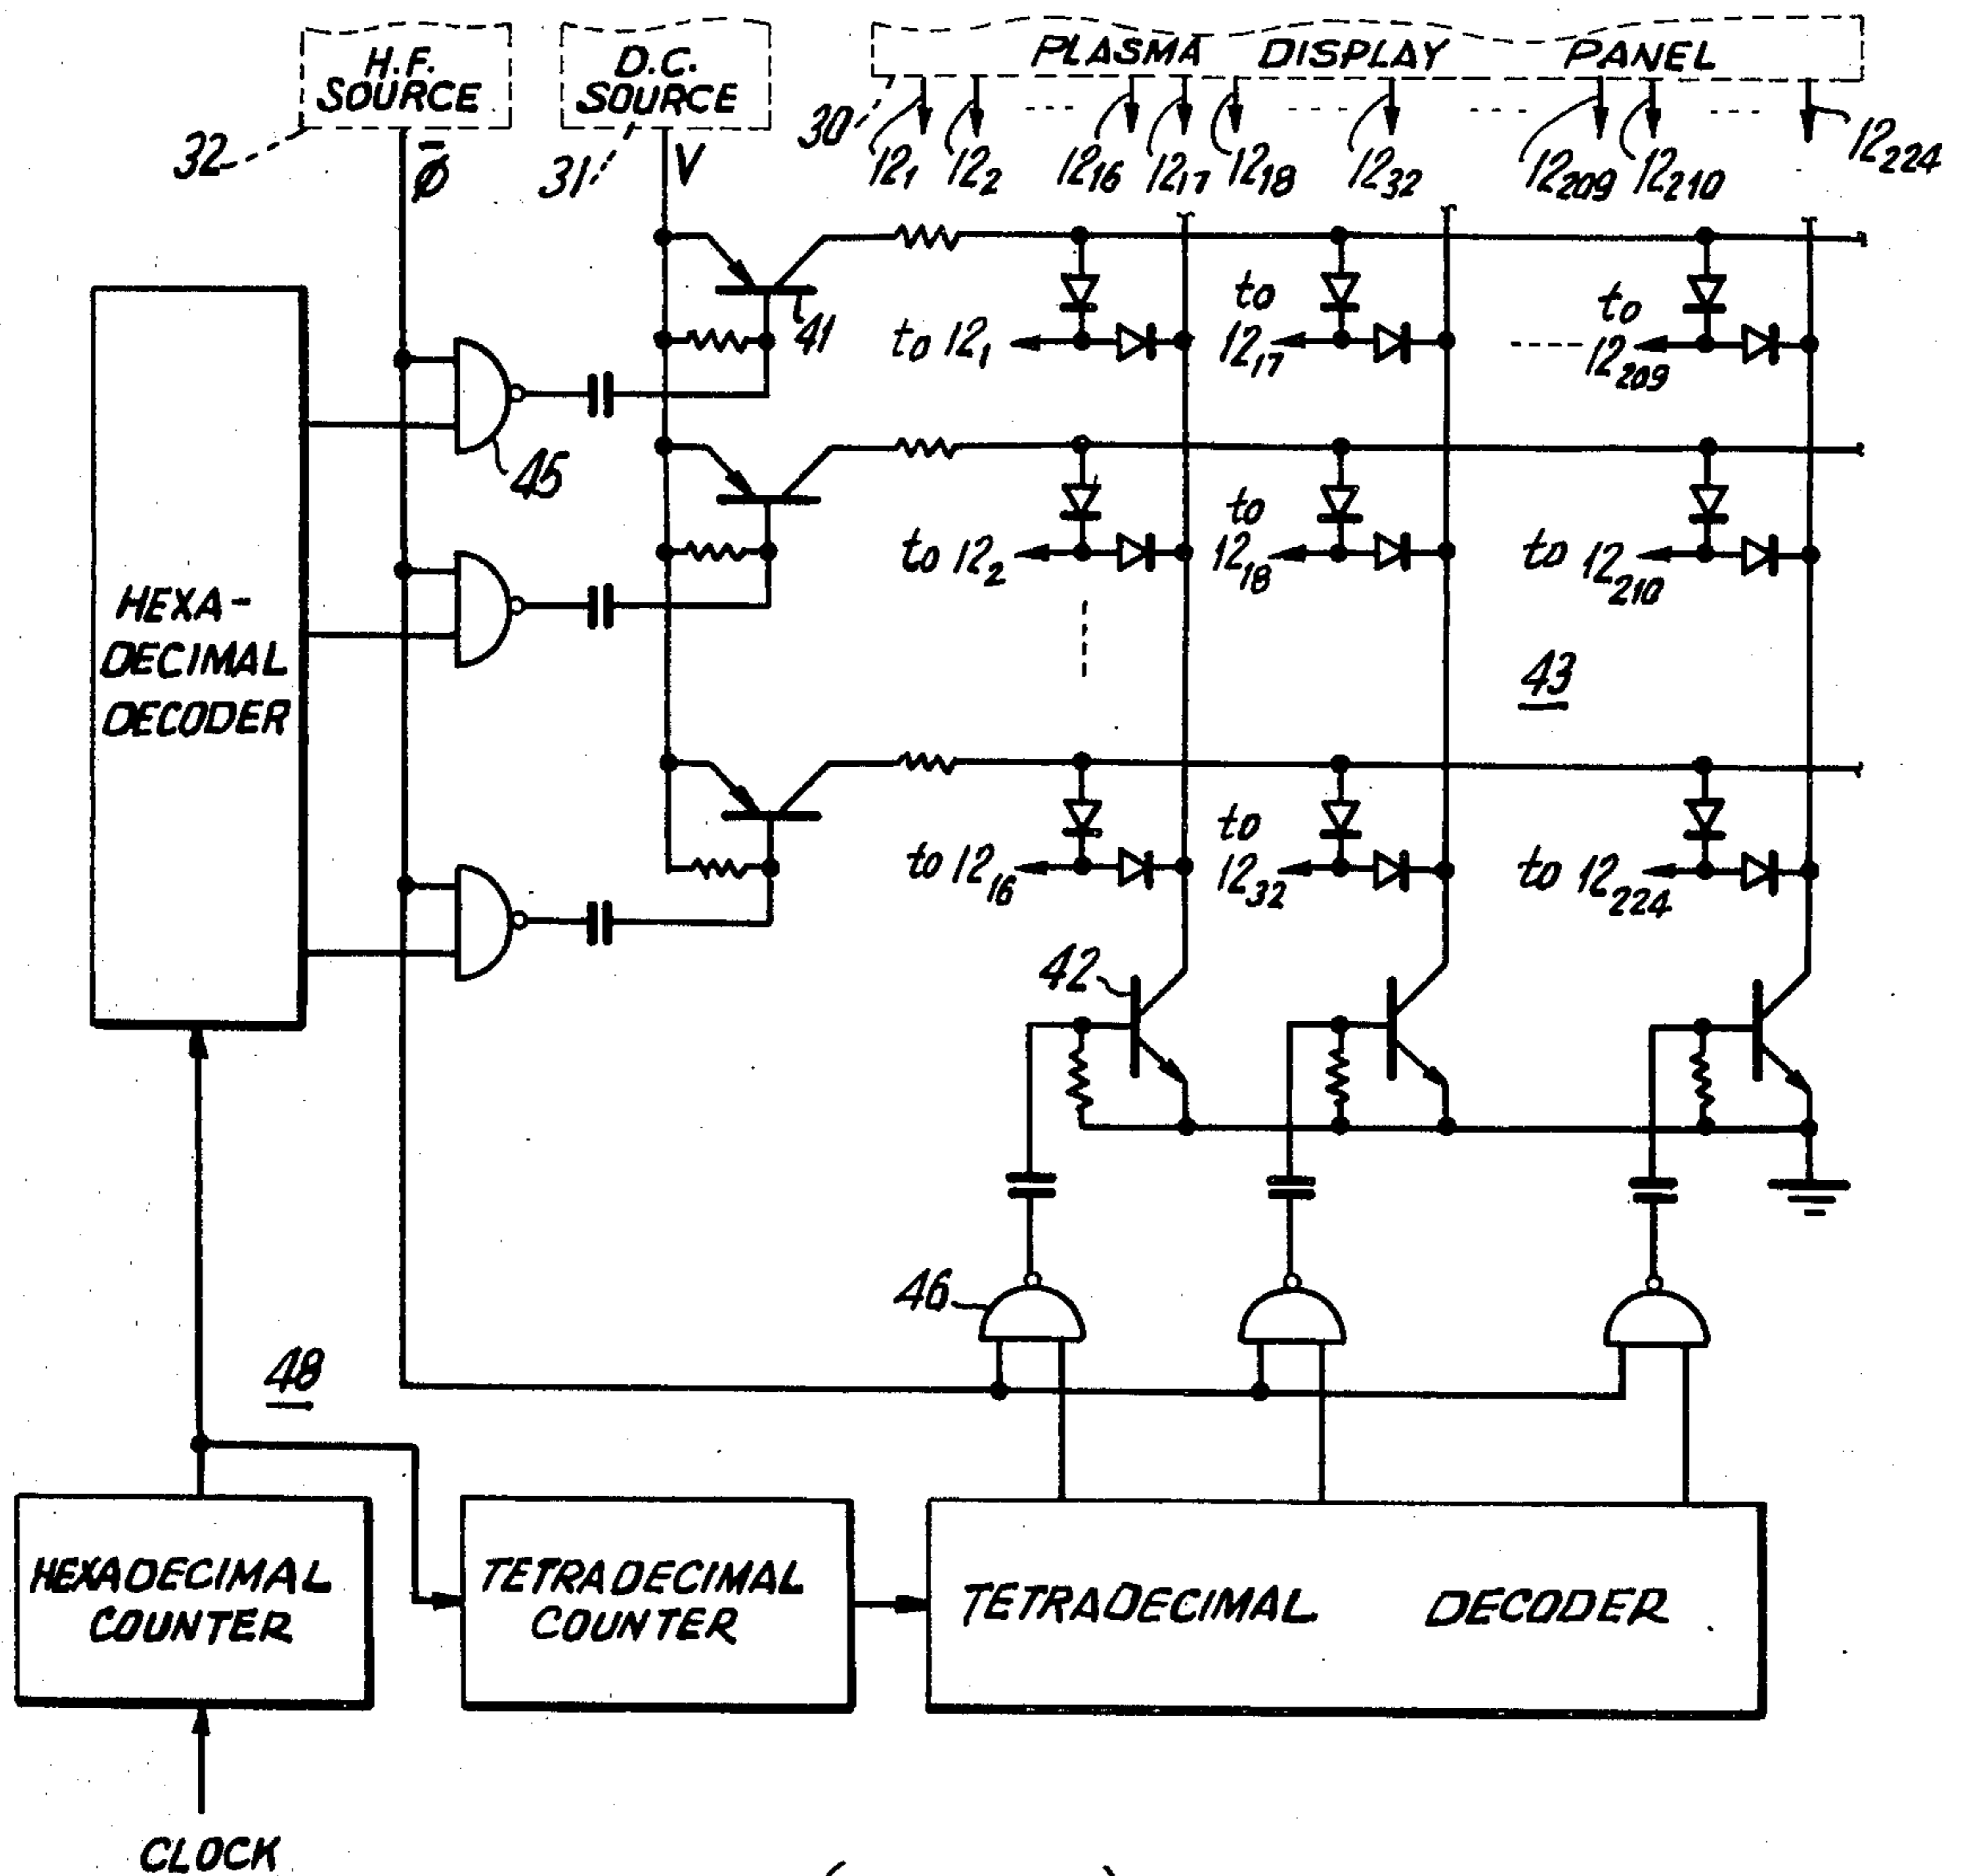 H.F.
SOURCE
D.C.
SOURCE
PLASMA DISPLAY PANEL
32
φ̄
31
V
30
12₁
12₂
12₁₆
12₁₇
12₁₈
12₃₂
12₂₀₉
12₂₁₀
12₂₂₄
41
to 12₁
to
12₁₇
to
12₂₀₉
45
to 12₂
to
12₁₈
to 12₂₁₀
HEXA-
DECIMAL
DECODER
43
to 12₁₆
to
12₃₂
to 12₂₂₄
42
46
48
HEXADECIMAL
COUNTER
TETRADECIMAL
COUNTER
TETRADECIMAL DECODER
CLOCK